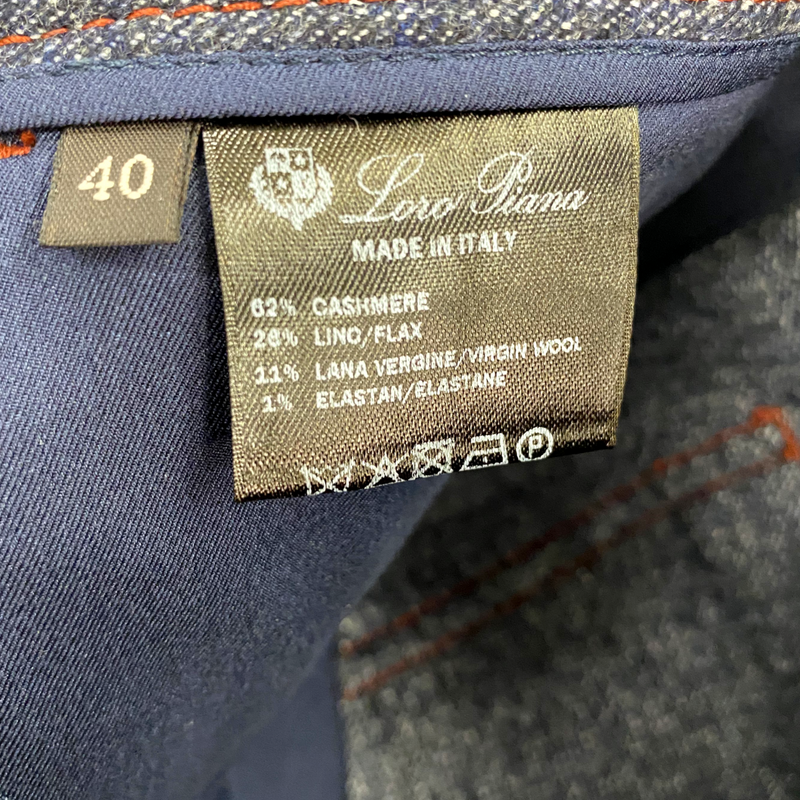 40
Loro Piana
MADE IN ITALY
62% CASHMERE
26% LINO/FLAX
11% LANA VERGINE/VIRGIN WOOL
1% ELASTAN/ELASTANE
P